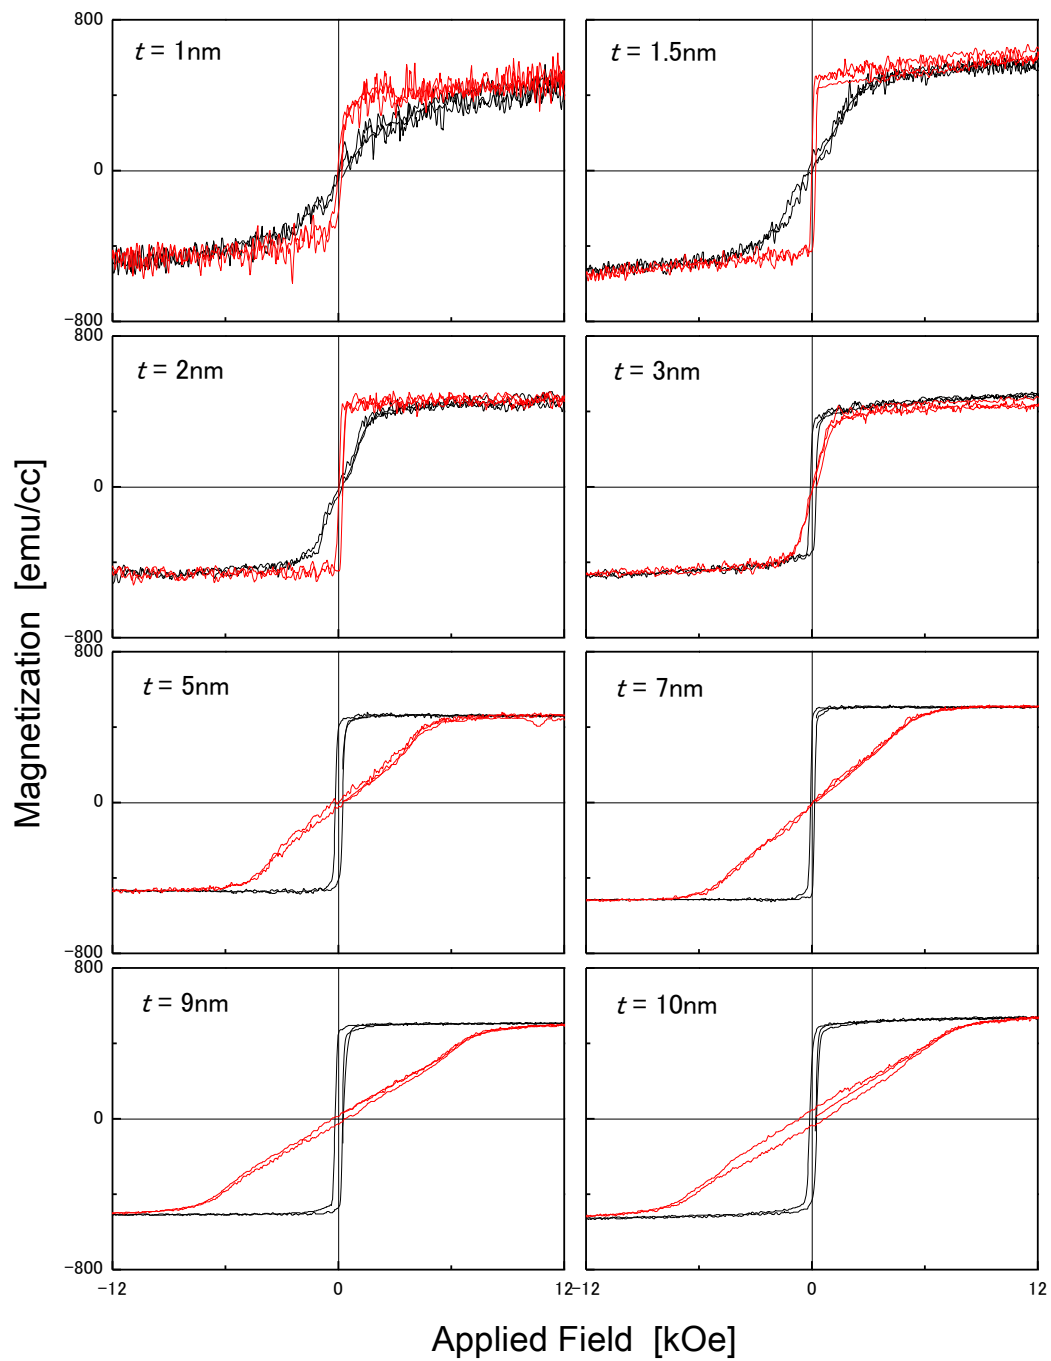 800
t = 1nm
t = 1.5nm
0
-800
800
t = 2nm
t = 3nm
0
-800
Magnetization [emu/cc]
800
t = 5nm
t = 7nm
0
-800
800
t = 9nm
t = 10nm
0
-800
-12 0 12 -12 0 12
Applied Field [kOe]